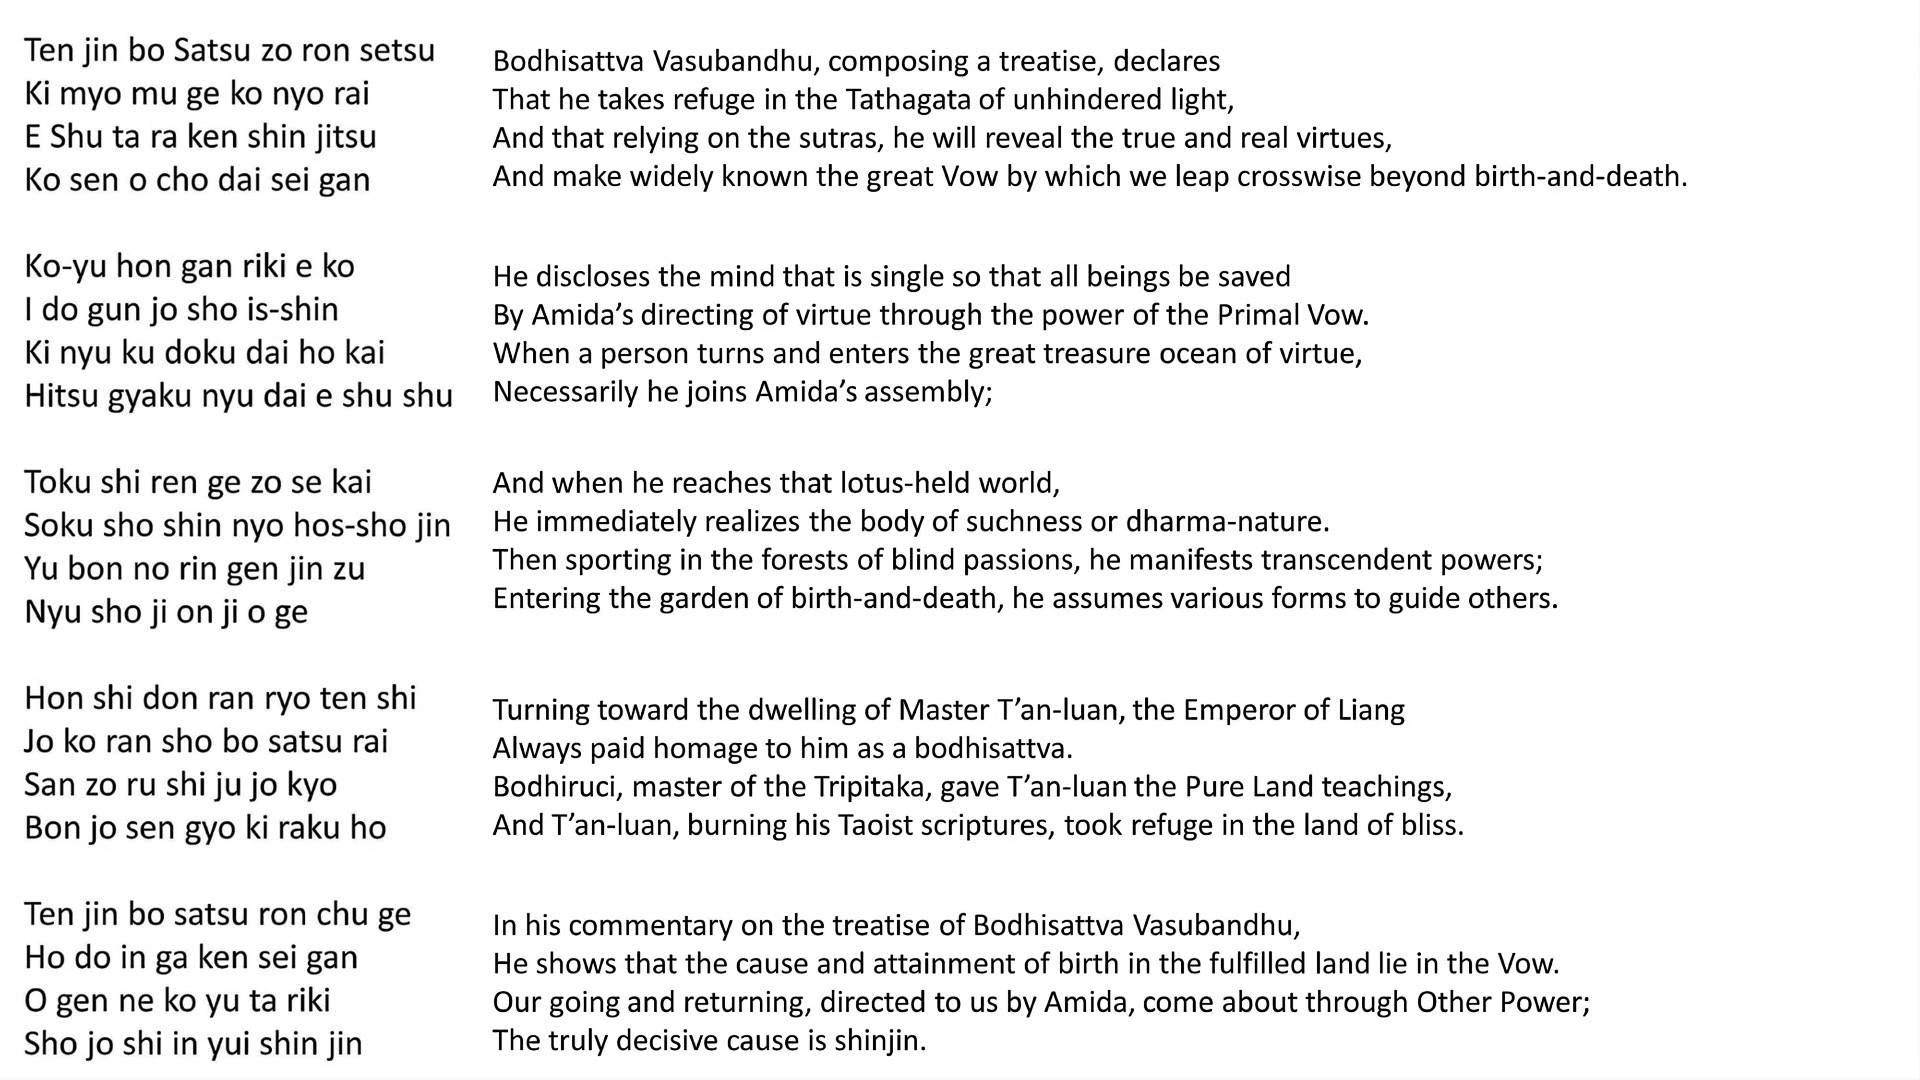 Ten jin bo Satsu zo ron setsu
Ki myo mu ge ko nyo rai
E Shu ta ra ken shin jitsu
Ko sen o cho dai sei gan
Bodhisattva Vasubandhu, composing a treatise, declares
That he takes refuge in the Tathagata of unhindered light,
And that relying on the sutras, he will reveal the true and real virtues,
And make widely known the great Vow by which we leap crosswise beyond birth-and-death.
Ko-yu hon gan riki e ko
I do gun jo sho is-shin
Ki nyu ku doku dai ho kai
Hitsu gyaku nyu dai e shu shu
He discloses the mind that is single so that all beings be saved
By Amida’s directing of virtue through the power of the Primal Vow.
When a person turns and enters the great treasure ocean of virtue,
Necessarily he joins Amida’s assembly;
Toku shi ren ge zo se kai
Soku sho shin nyo hos-sho jin
Yu bon no rin gen jin zu
Nyu sho ji on ji o ge
And when he reaches that lotus-held world,
He immediately realizes the body of suchness or dharma-nature.
Then sporting in the forests of blind passions, he manifests transcendent powers;
Entering the garden of birth-and-death, he assumes various forms to guide others.
Hon shi don ran ryo ten shi
Jo ko ran sho bo satsu rai
San zo ru shi ju jo kyo
Bon jo sen gyo ki raku ho
Turning toward the dwelling of Master T’an-luan, the Emperor of Liang
Always paid homage to him as a bodhisattva.
Bodhiruci, master of the Tripitaka, gave T’an-luan the Pure Land teachings,
And T’an-luan, burning his Taoist scriptures, took refuge in the land of bliss.
Ten jin bo satsu ron chu ge
Ho do in ga ken sei gan
O gen ne ko yu ta riki
Sho jo shi in yui shin jin
In his commentary on the treatise of Bodhisattva Vasubandhu,
He shows that the cause and attainment of birth in the fulfilled land lie in the Vow.
Our going and returning, directed to us by Amida, come about through Other Power;
The truly decisive cause is shinjin.